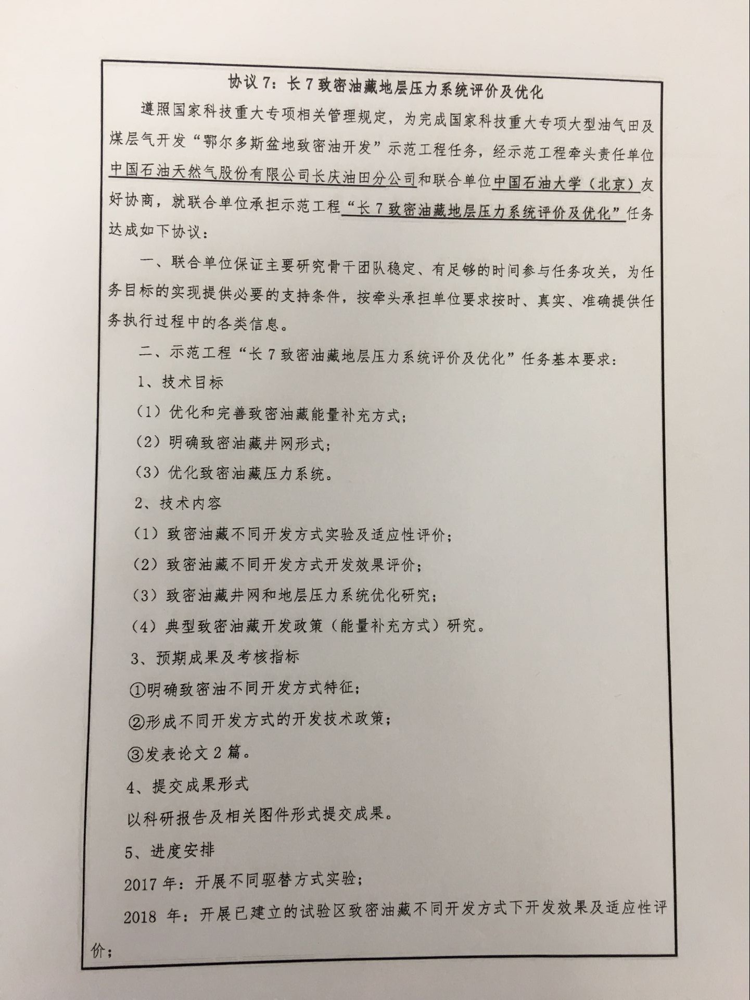 协议 7：长 7 致密油藏地层压力系统评价及优化
遵照国家科技重大专项相关管理规定，为完成国家科技重大专项大型油气田及
煤层气开发“鄂尔多斯盆地致密油开发”示范工程任务，经示范工程牵头责任单位
中国石油天然气股份有限公司长庆油田分公司和联合单位中国石油大学（北京）友
好协商，就联合单位承担示范工程“长 7 致密油藏地层压力系统评价及优化”任务
达成如下协议：
一、联合单位保证主要研究骨干团队稳定、有足够的时间参与任务攻关，为任
务目标的实现提供必要的支持条件，按牵头承担单位要求按时、真实、准确提供任
务执行过程中的各类信息。
二、示范工程“长 7 致密油藏地层压力系统评价及优化”任务基本要求：
1、技术目标
（1）优化和完善致密油藏能量补充方式；
（2）明确致密油藏井网形式；
（3）优化致密油藏压力系统。
2、技术内容
（1）致密油藏不同开发方式实验及适应性评价；
（2）致密油藏不同开发方式开发效果评价；
（3）致密油藏井网和地层压力系统优化研究；
（4）典型致密油藏开发政策（能量补充方式）研究。
3、预期成果及考核指标
①明确致密油不同开发方式特征；
②形成不同开发方式的开发技术政策；
③发表论文 2 篇。
4、提交成果形式
以科研报告及相关图件形式提交成果。
5、进度安排
2017 年：开展不同驱替方式实验；
2018 年：开展已建立的试验区致密油藏不同开发方式下开发效果及适应性评
价；